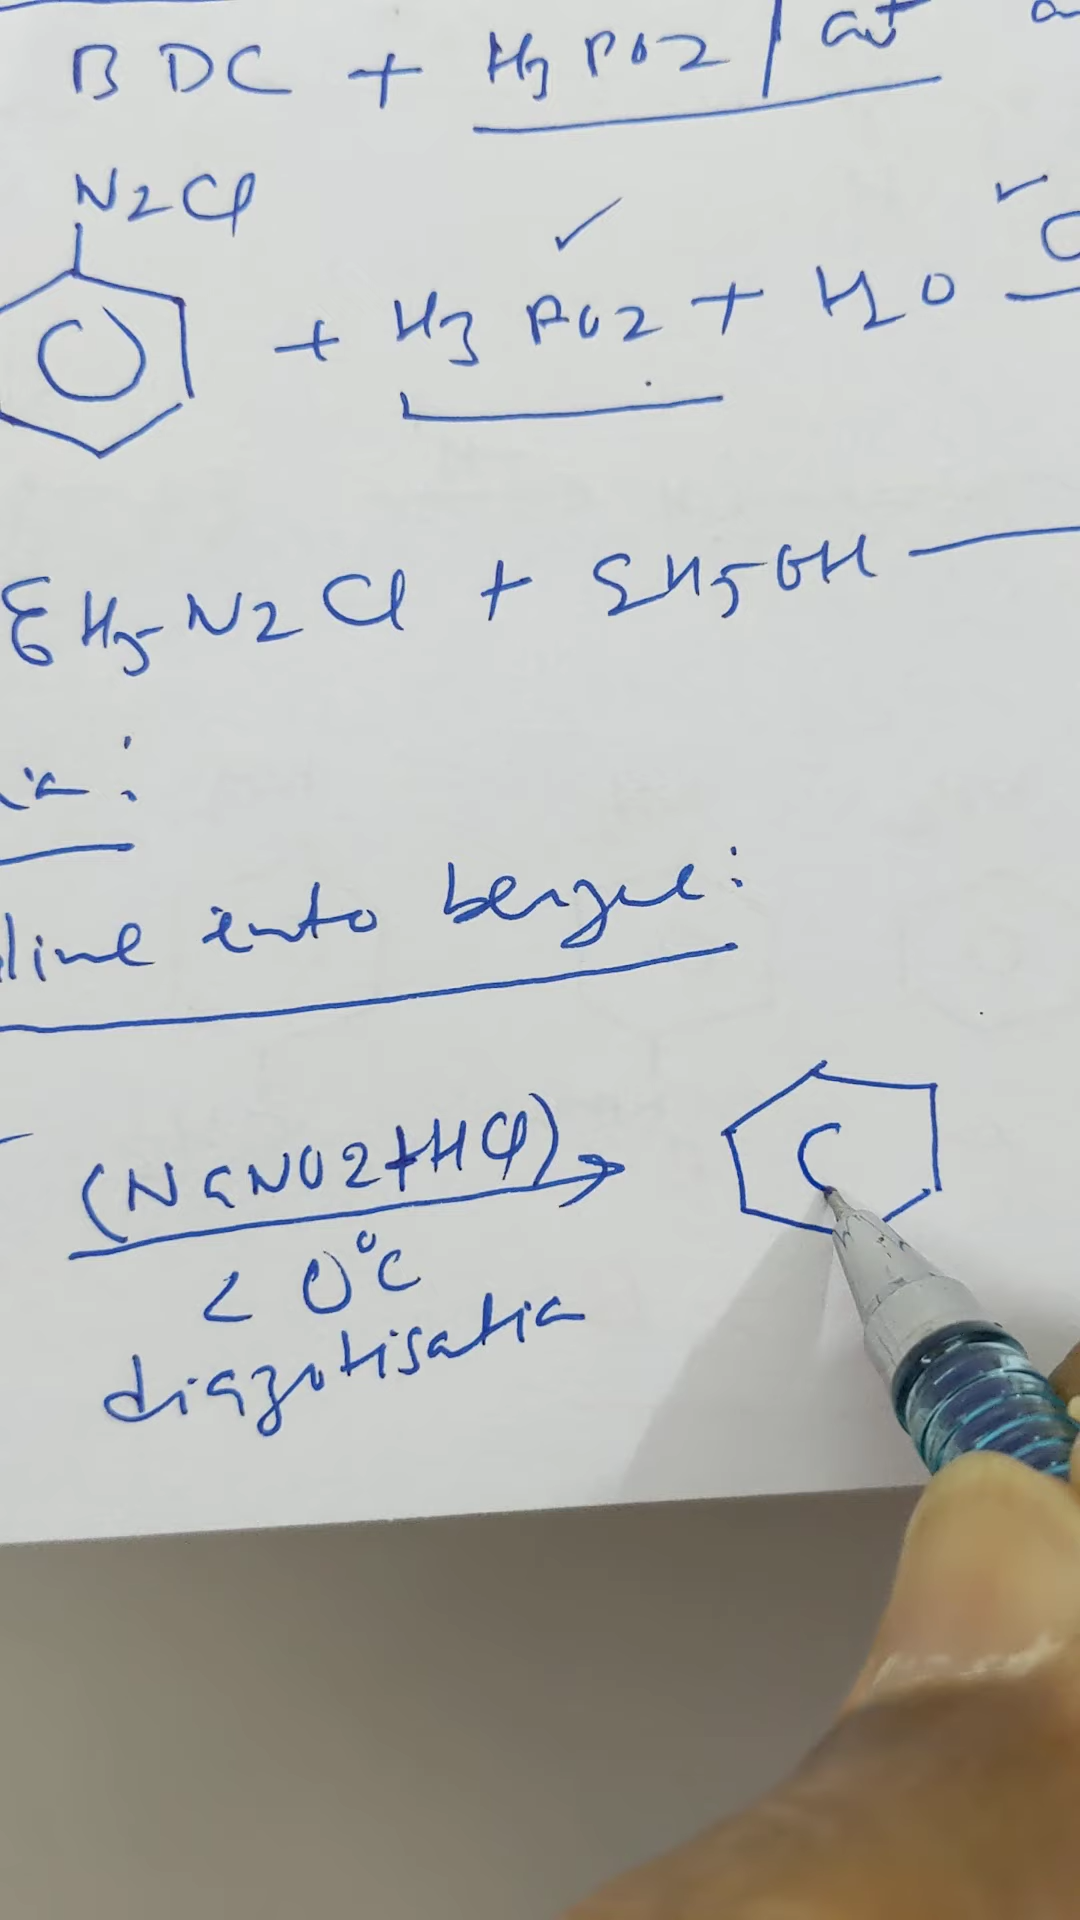 BDC + H3PO2 / at
N2Cl
+ H3PO2 + H2O
C6H5N2Cl + C2H5OH
line into benzene:
(NaNO2+HCl)
< 0°C
diazotisation